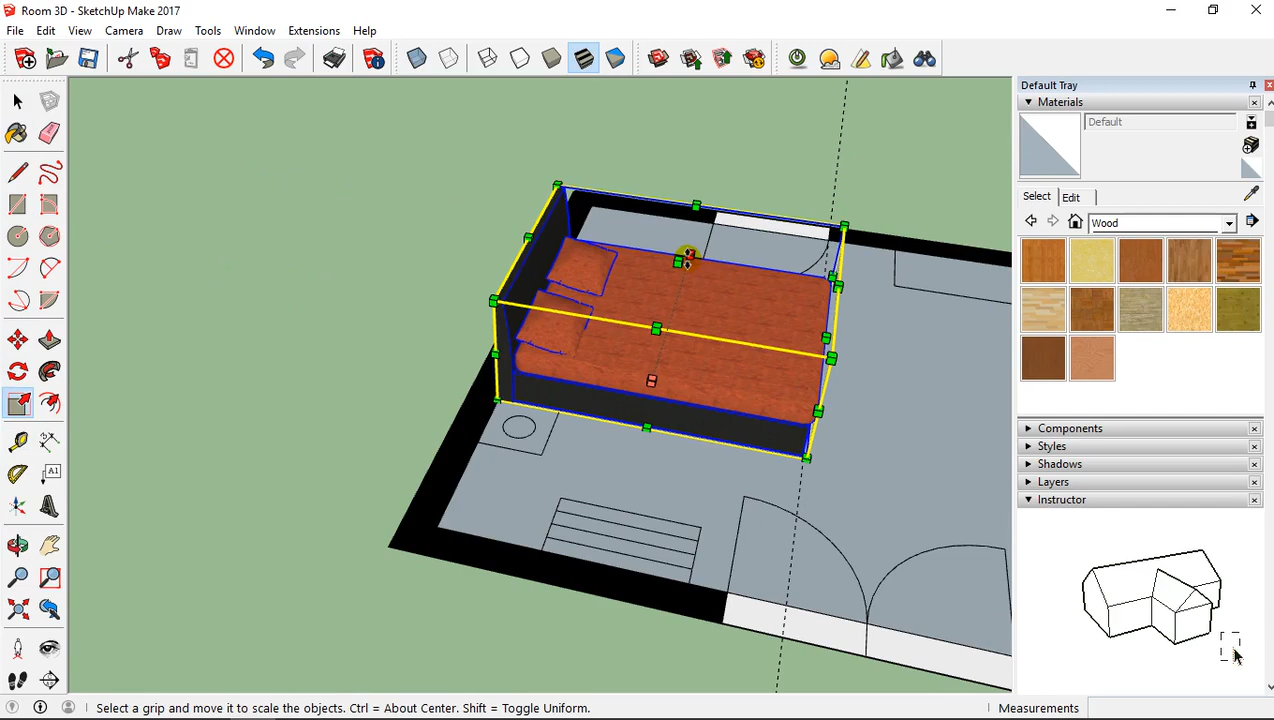 Room 3D - SketchUp Make 2017
File Edit View Camera Draw Tools Window Extensions Help
Default Tray
Materials
Default
Select Edit
Wood
Components
Styles
Shadows
Layers
Instructor
A1
Select a grip and move it to scale the objects. Ctrl = About Center. Shift = Toggle Uniform.
Measurements